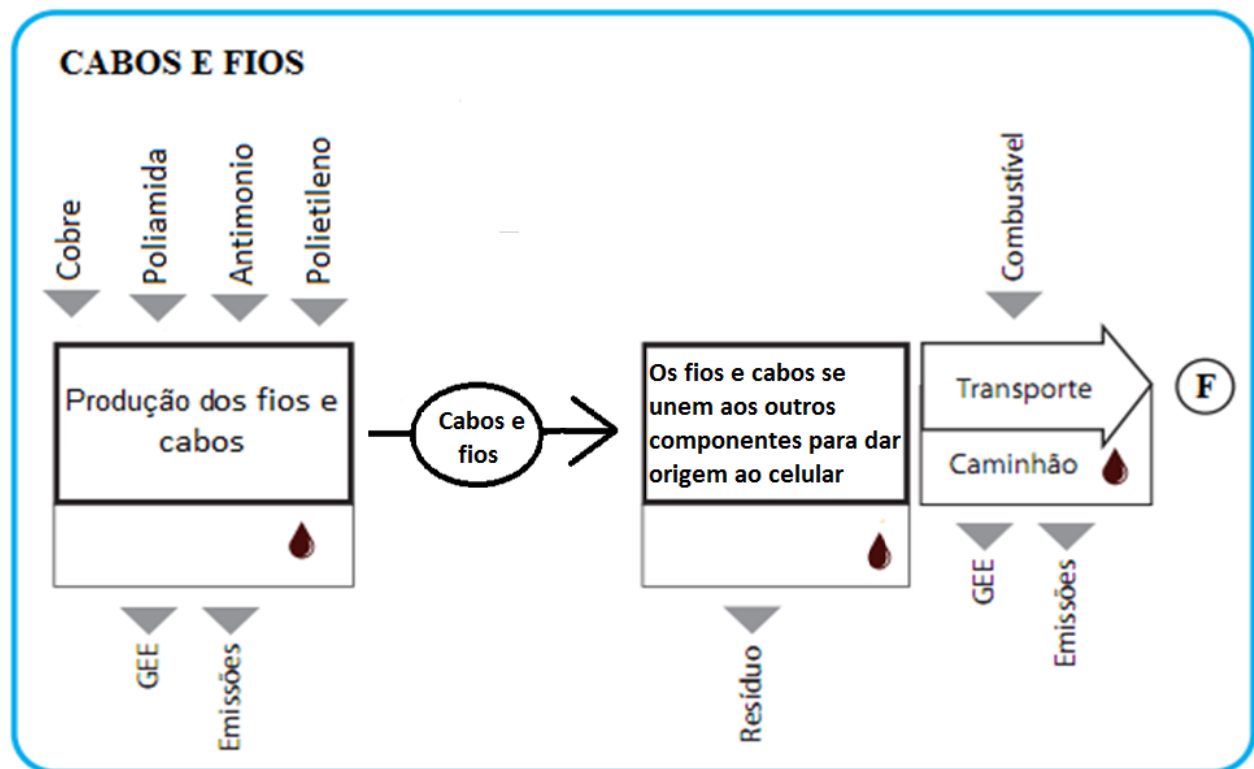 CABOS E FIOS
Cobre
Poliamida
Antimonio
Polietileno
Combustível
Produção dos fios e
cabos
Cabos e
fios
Os fios e cabos se
unem aos outros
componentes para dar
origem ao celular
Transporte
Caminhão
F
GEE
Emissões
Resíduo
GEE
Emissões